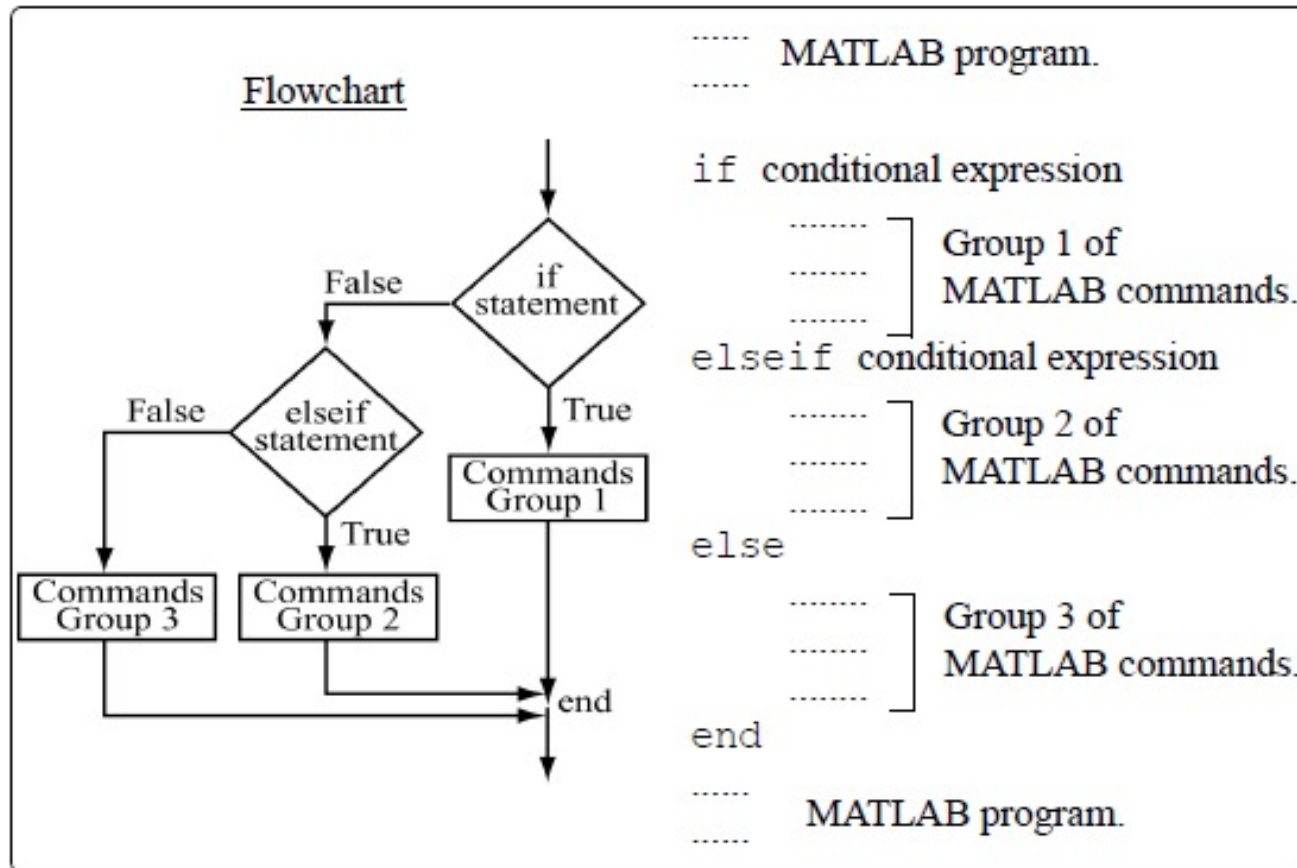 Flowchart
if
statement
False
True
elseif
statement
False
True
Commands
Group 1
Commands
Group 3
Commands
Group 2
end
MATLAB program.
if conditional expression
Group 1 of
MATLAB commands.
elseif conditional expression
Group 2 of
MATLAB commands.
else
Group 3 of
MATLAB commands.
end
MATLAB program.